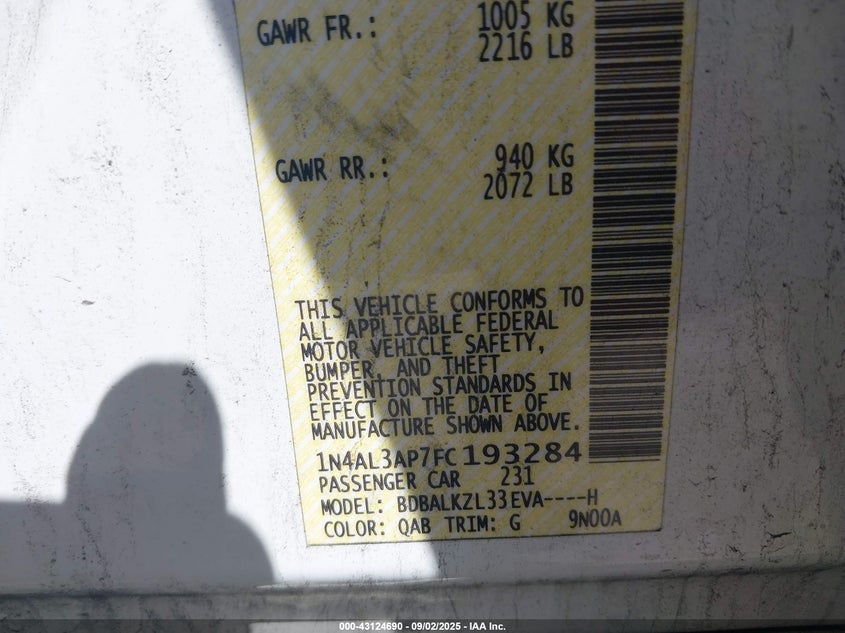 GAWR FR.: 1005 KG
2216 LB
GAWR RR.: 940 KG
2072 LB
THIS VEHICLE CONFORMS TO
ALL APPLICABLE FEDERAL
MOTOR VEHICLE SAFETY,
BUMPER, AND THEFT
PREVENTION STANDARDS IN
EFFECT ON THE DATE OF
MANUFACTURE SHOWN ABOVE.
1N4AL3AP7FC193284
PASSENGER CAR 231
MODEL: BDBALKZL33EVA----H
COLOR: QAB TRIM: G 9N00A
000-43124690 - 09/02/2025 - IAA Inc.